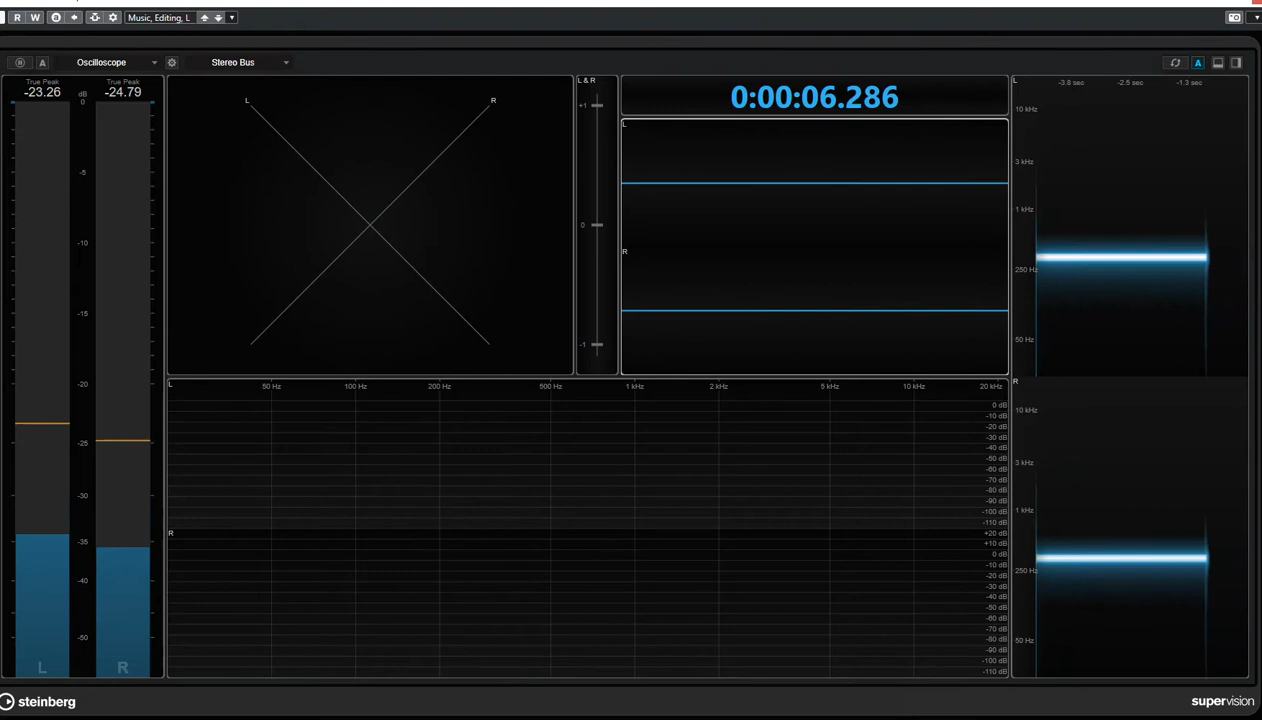 R W a Music, Editing, L
A Oscilloscope Stereo Bus A
True Peak True Peak
-23.26 dB -24.79
0
-5
-10
-15
-20
-25
-30
-35
-40
-50
L R
L R
L & R
+1
0
-1
0:00:06.286
L
R
L
50 Hz 100 Hz 200 Hz 500 Hz 1 kHz 2 kHz 5 kHz 10 kHz 20 kHz
0 dB
-10 dB
-20 dB
-30 dB
-40 dB
-50 dB
-60 dB
-70 dB
-80 dB
-90 dB
-100 dB
-110 dB
R
+20 dB
+10 dB
0 dB
-10 dB
-20 dB
-30 dB
-40 dB
-50 dB
-60 dB
-70 dB
-80 dB
-90 dB
-100 dB
-110 dB
L -3.8 sec -2.5 sec -1.3 sec
10 kHz
3 kHz
1 kHz
250 Hz
50 Hz
R
10 kHz
3 kHz
1 kHz
250 Hz
50 Hz
steinberg supervision